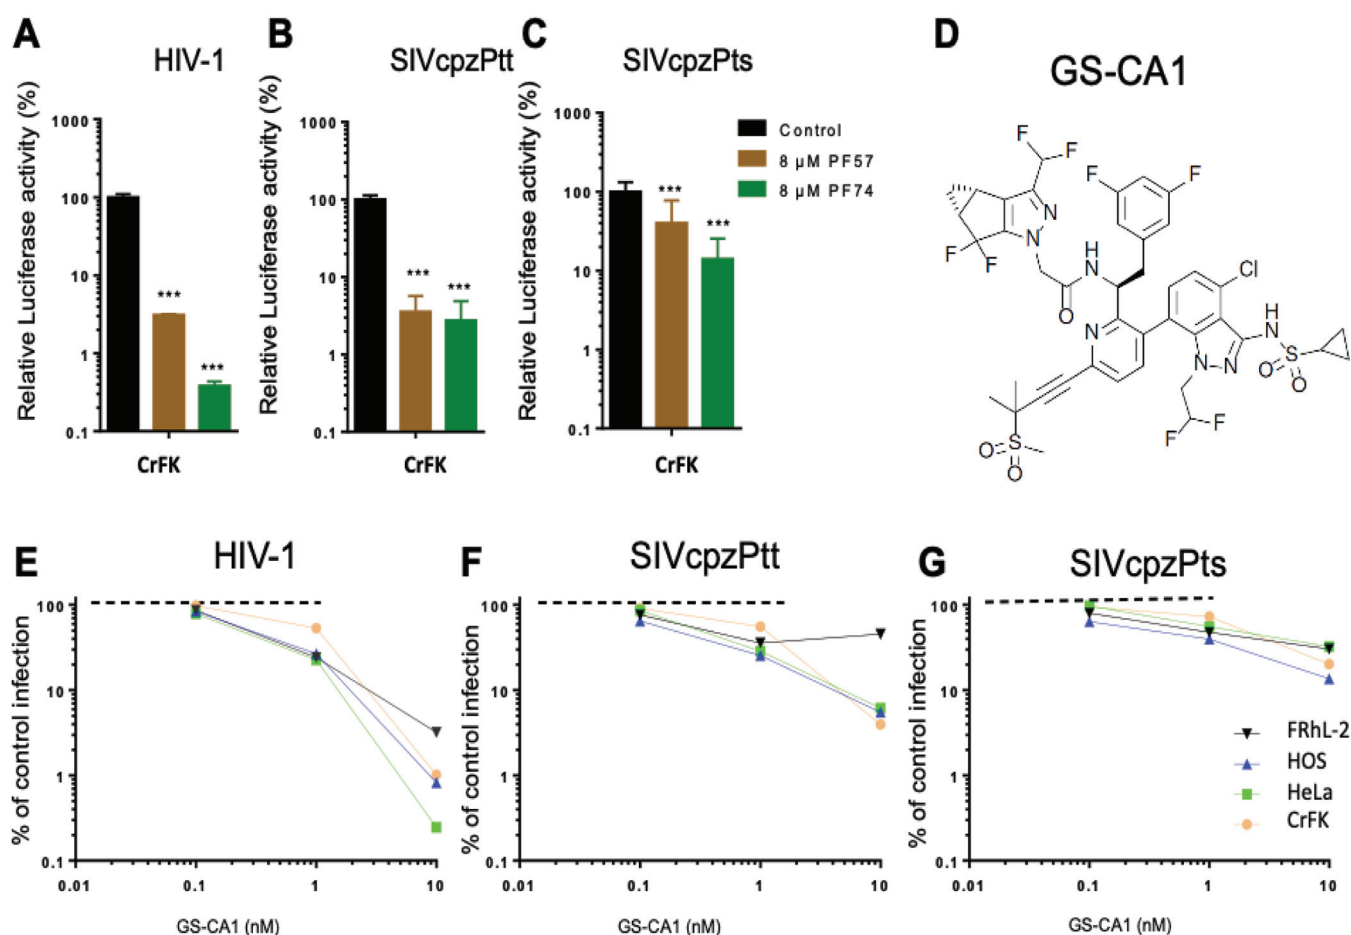 A
HIV-1
Relative Luciferase activity (%)
1000
100
10
1
0.1
***
***
CrFK
B
SIVcpzPtt
Relative Luciferase activity (%)
1000
100
10
1
0.1
***
***
CrFK
C
SIVcpzPts
Relative Luciferase activity (%)
1000
100
10
1
0.1
***
***
CrFK
Control
8 µM PF57
8 µM PF74
D
GS-CA1
F
F
F
F
N
N
F
F
H
N
O
Cl
N
N
N
H
N
S
O
O
F
F
S
O
O
E
HIV-1
% of control infection
100
10
1
0.1
0.01
0.1
1
10
GS-CA1 (nM)
F
SIVcpzPtt
% of control infection
100
10
1
0.1
0.01
0.1
1
10
GS-CA1 (nM)
G
SIVcpzPts
% of control infection
100
10
1
0.1
0.01
0.1
1
10
GS-CA1 (nM)
FRhL-2
HOS
HeLa
CrFK